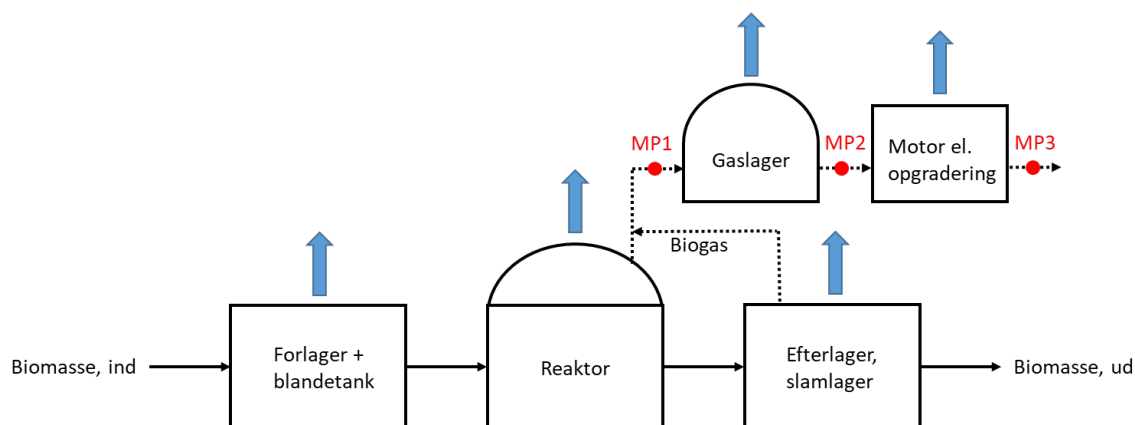 MP1
Gaslager
MP2
Motor el.
opgradering
MP3
Biogas
Biomasse, ind
Forlager +
blandetank
Reaktor
Efterlager,
slamlager
Biomasse, ud